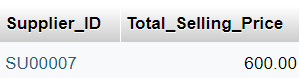 Supplier_ID Total_Selling_Price
SU00007 600.00